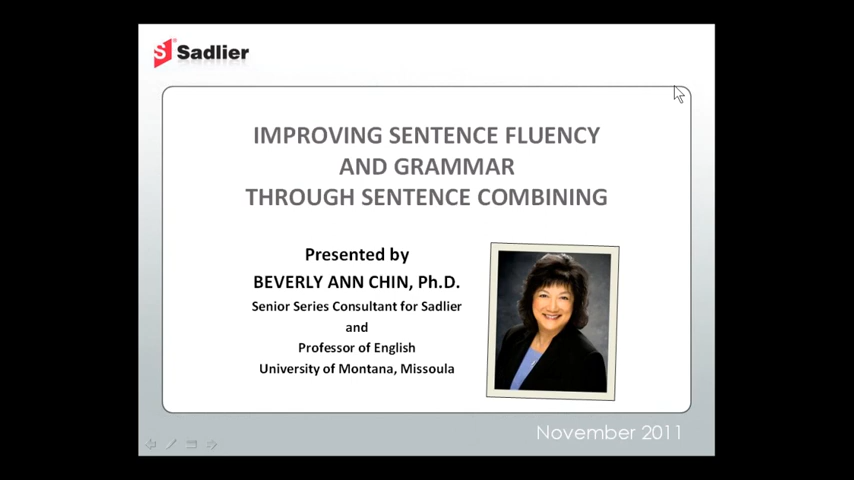 Sadlier
IMPROVING SENTENCE FLUENCY
AND GRAMMAR
THROUGH SENTENCE COMBINING
Presented by
BEVERLY ANN CHIN, Ph.D.
Senior Series Consultant for Sadlier
and
Professor of English
University of Montana, Missoula
November 2011